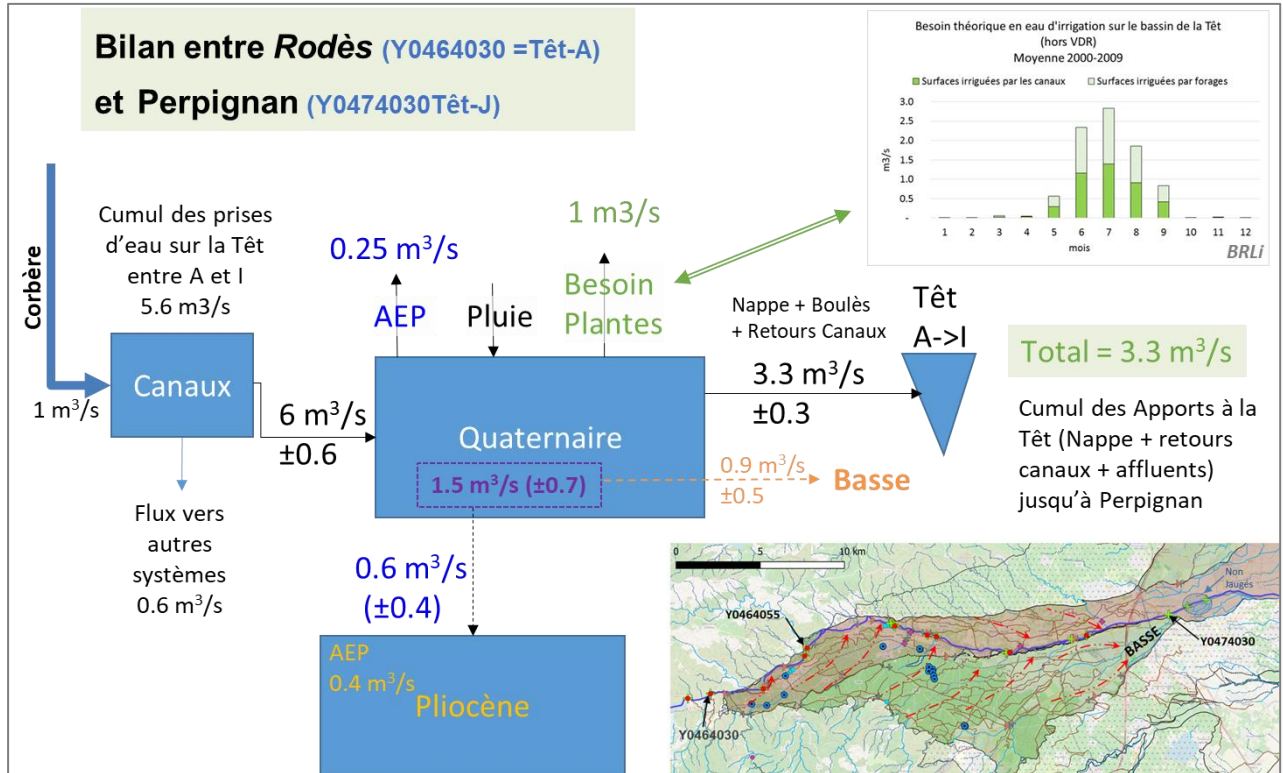 Bilan entre Rodès (Y0464030 =Têt-A)
et Perpignan (Y0474030Têt-J)
Besoin théorique en eau d'irrigation sur le bassin de la Têt
(hors VDR)
Moyenne 2000-2009
Surfaces irriguées par les canaux
Surfaces irriguées par forages
3.0
2.5
2.0
1.5
1.0
0.5
-
m3/s
1 2 3 4 5 6 7 8 9 10 11 12
mois
BRLi
Corbère
1 m³/s
Cumul des prises
d'eau sur la Têt
entre A et I
5.6 m3/s
Canaux
Flux vers
autres
systèmes
0.6 m³/s
6 m³/s
±0.6
0.25 m³/s
AEP
Pluie
1 m3/s
Besoin
Plantes
Quaternaire
1.5 m³/s (±0.7)
Nappe + Boulès
+ Retours Canaux
3.3 m³/s
±0.3
Têt
A->I
0.9 m³/s
±0.5
Basse
Total = 3.3 m³/s
Cumul des Apports à la
Têt (Nappe + retours
canaux + affluents)
jusqu'à Perpignan
0.6 m³/s
(±0.4)
AEP
0.4 m³/s
Pliocène
0 5 10 km
Non
Jaugés
Y0464055
Y0474030
BASSE
Y0464030